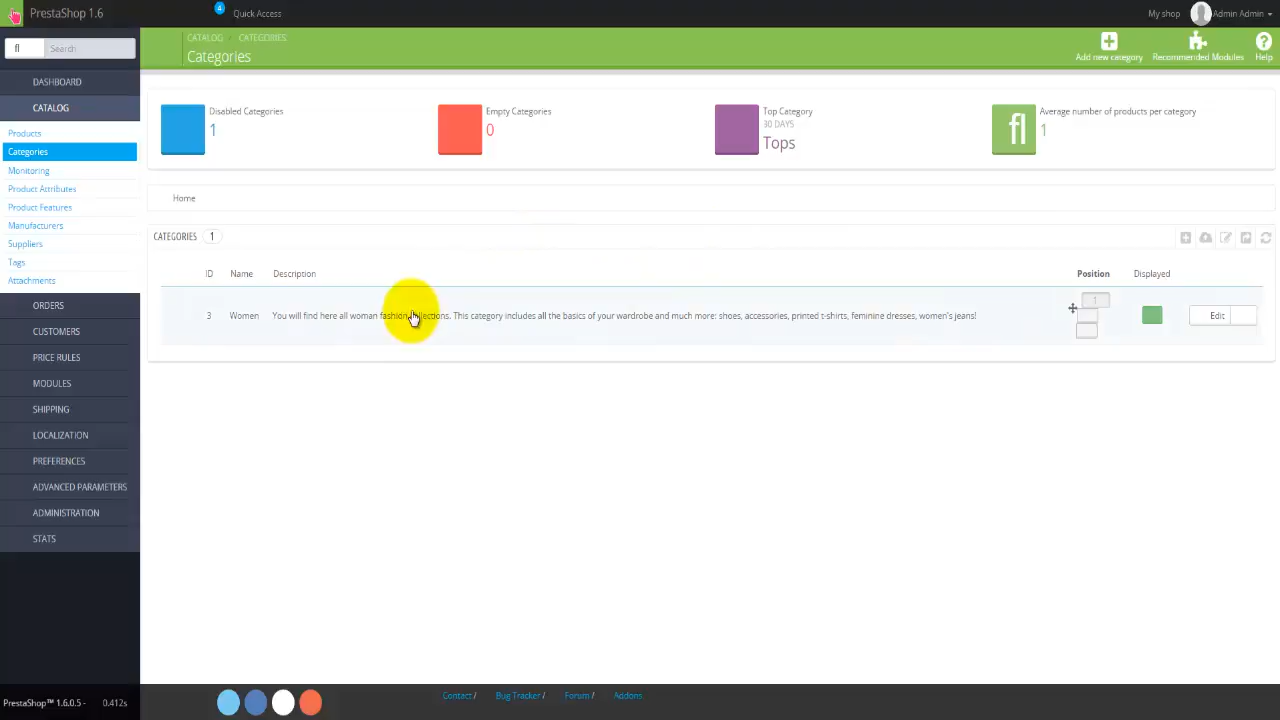 PrestaShop 1.6
4
Quick Access
My shop
Admin Admin
fl
Search
CATALOG / CATEGORIES
Categories
Add new category
Recommended Modules
Help
DASHBOARD
CATALOG
Products
Categories
Monitoring
Product Attributes
Product Features
Manufacturers
Suppliers
Tags
Attachments
ORDERS
CUSTOMERS
PRICE RULES
MODULES
SHIPPING
LOCALIZATION
PREFERENCES
ADVANCED PARAMETERS
ADMINISTRATION
STATS
Disabled Categories
1
Empty Categories
0
Top Category
30 DAYS
Tops
fl
Average number of products per category
1
Home
CATEGORIES 1
ID Name Description Position Displayed
3 Women You will find here all woman fashion collections. This category includes all the basics of your wardrobe and much more: shoes, accessories, printed t-shirts, feminine dresses, women's jeans! 1 Edit
PrestaShop™ 1.6.0.5 - 0.412s
Contact / Bug Tracker / Forum / Addons